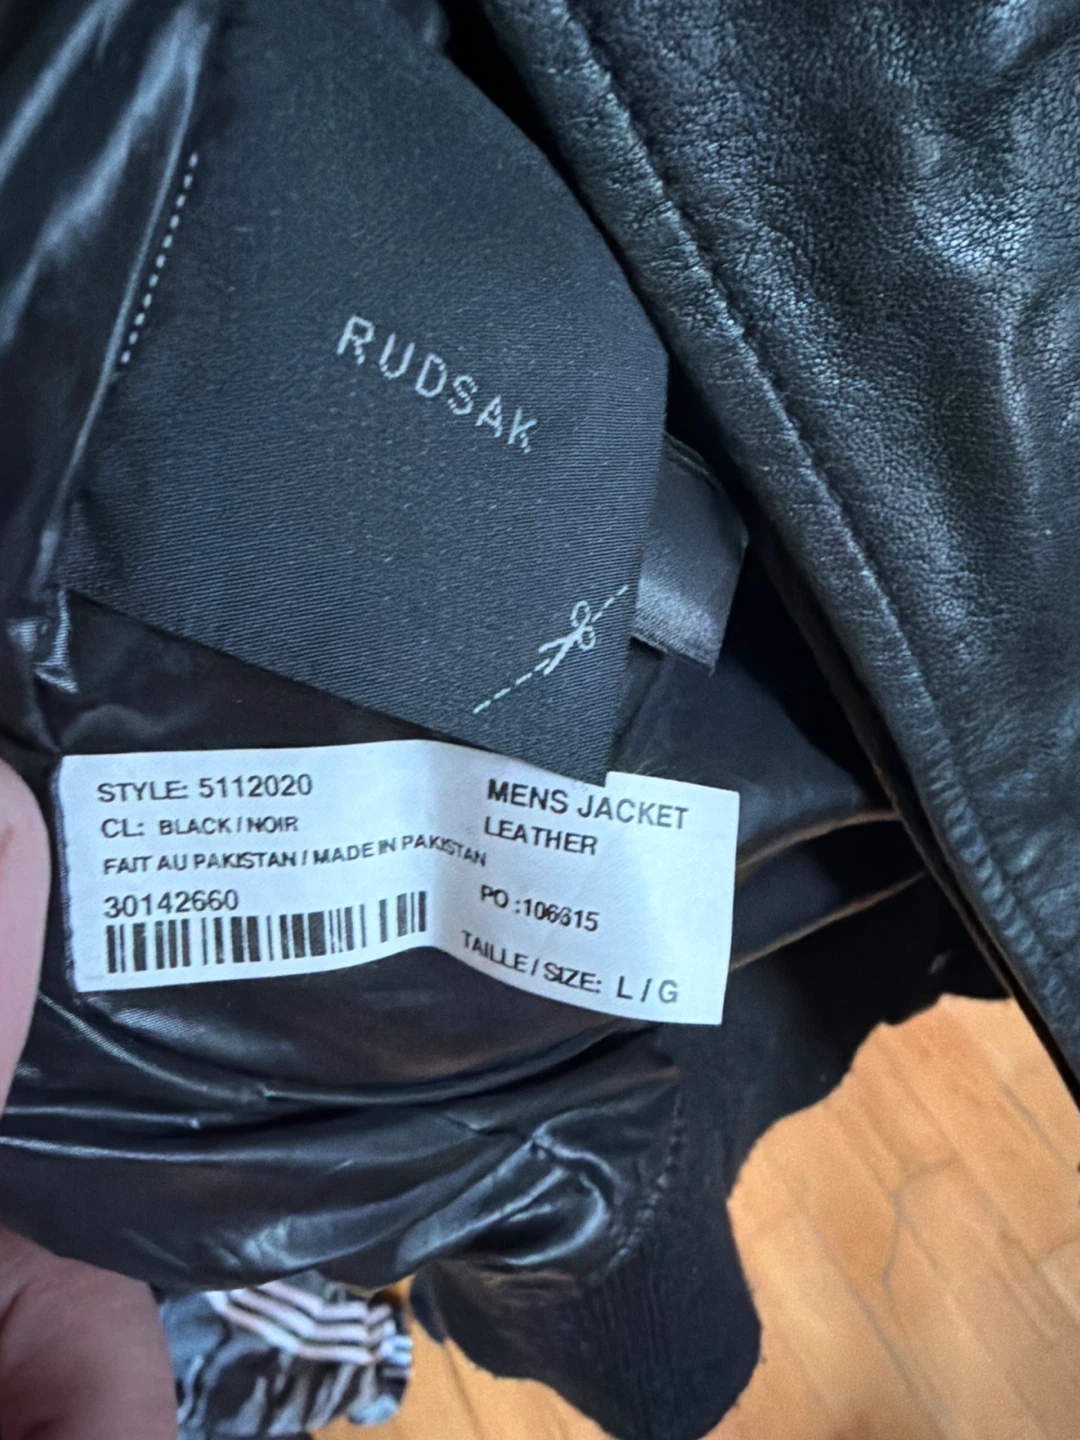 RUDSAK
STYLE: 5112020
CL: BLACK / NOIR
FAIT AU PAKISTAN / MADE IN PAKISTAN
30142660
MENS JACKET
LEATHER
PO :106615
TAILLE / SIZE: L / G